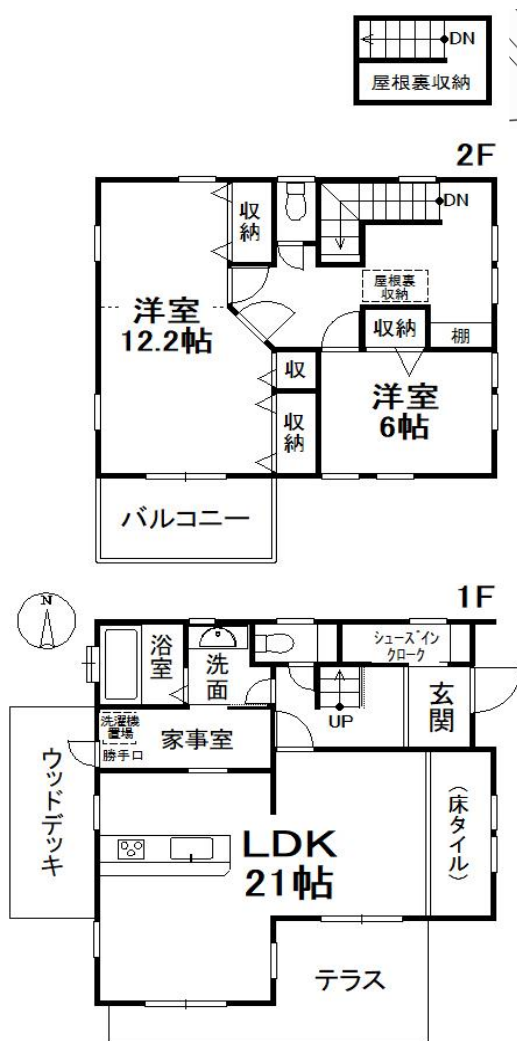 DN
屋根裏収納
2F
収納
DN
洋室
12.2帖
屋根裏
収納
収納
棚
収
洋室
6帖
収納
バルコニー
N
1F
浴室
洗面
シューズイン
クローク
玄関
UP
洗濯機
置場
家事室
勝手口
ウッドデッキ
LDK
21帖
(床タイル)
テラス